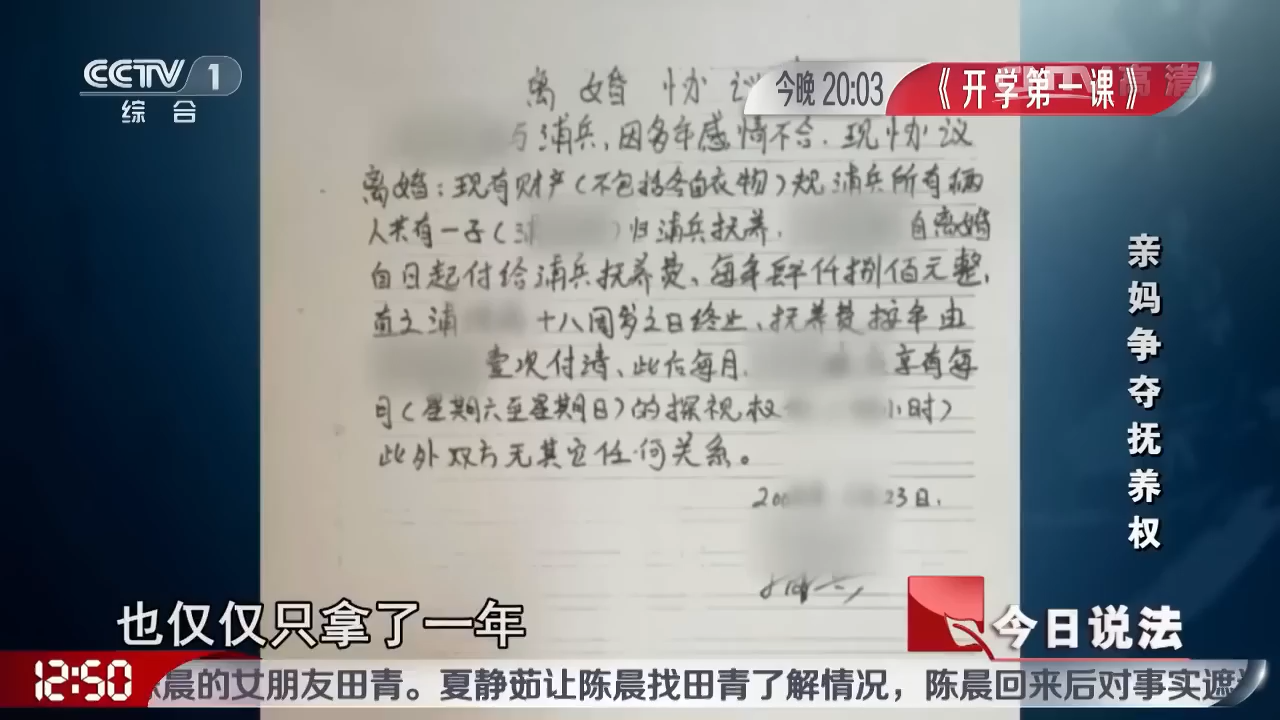 CCTV 1
综合
今晚 20:03
《开学第一课》
高清
离婚协议
与浦兵,因多年感情不合.现协议
离婚:现有财产(不包括各自衣物)规浦兵所有俩
人共有一子(浦)归浦兵抚养.自离婚
自日起付给浦兵抚养费、每年肆仟捌佰元整,
直之浦十八周岁之日终止、抚养费按年由
壹次付清、此后每月.享有每
月(星期六至星期日)的探视权小时)
此外双方无其它任何关系。
200 23日.
亲妈争夺抚养权
也仅仅只拿了一年
今日说法
12:50
晨的女朋友田青。夏静茹让陈晨找田青了解情况,陈晨回来后对事实遮